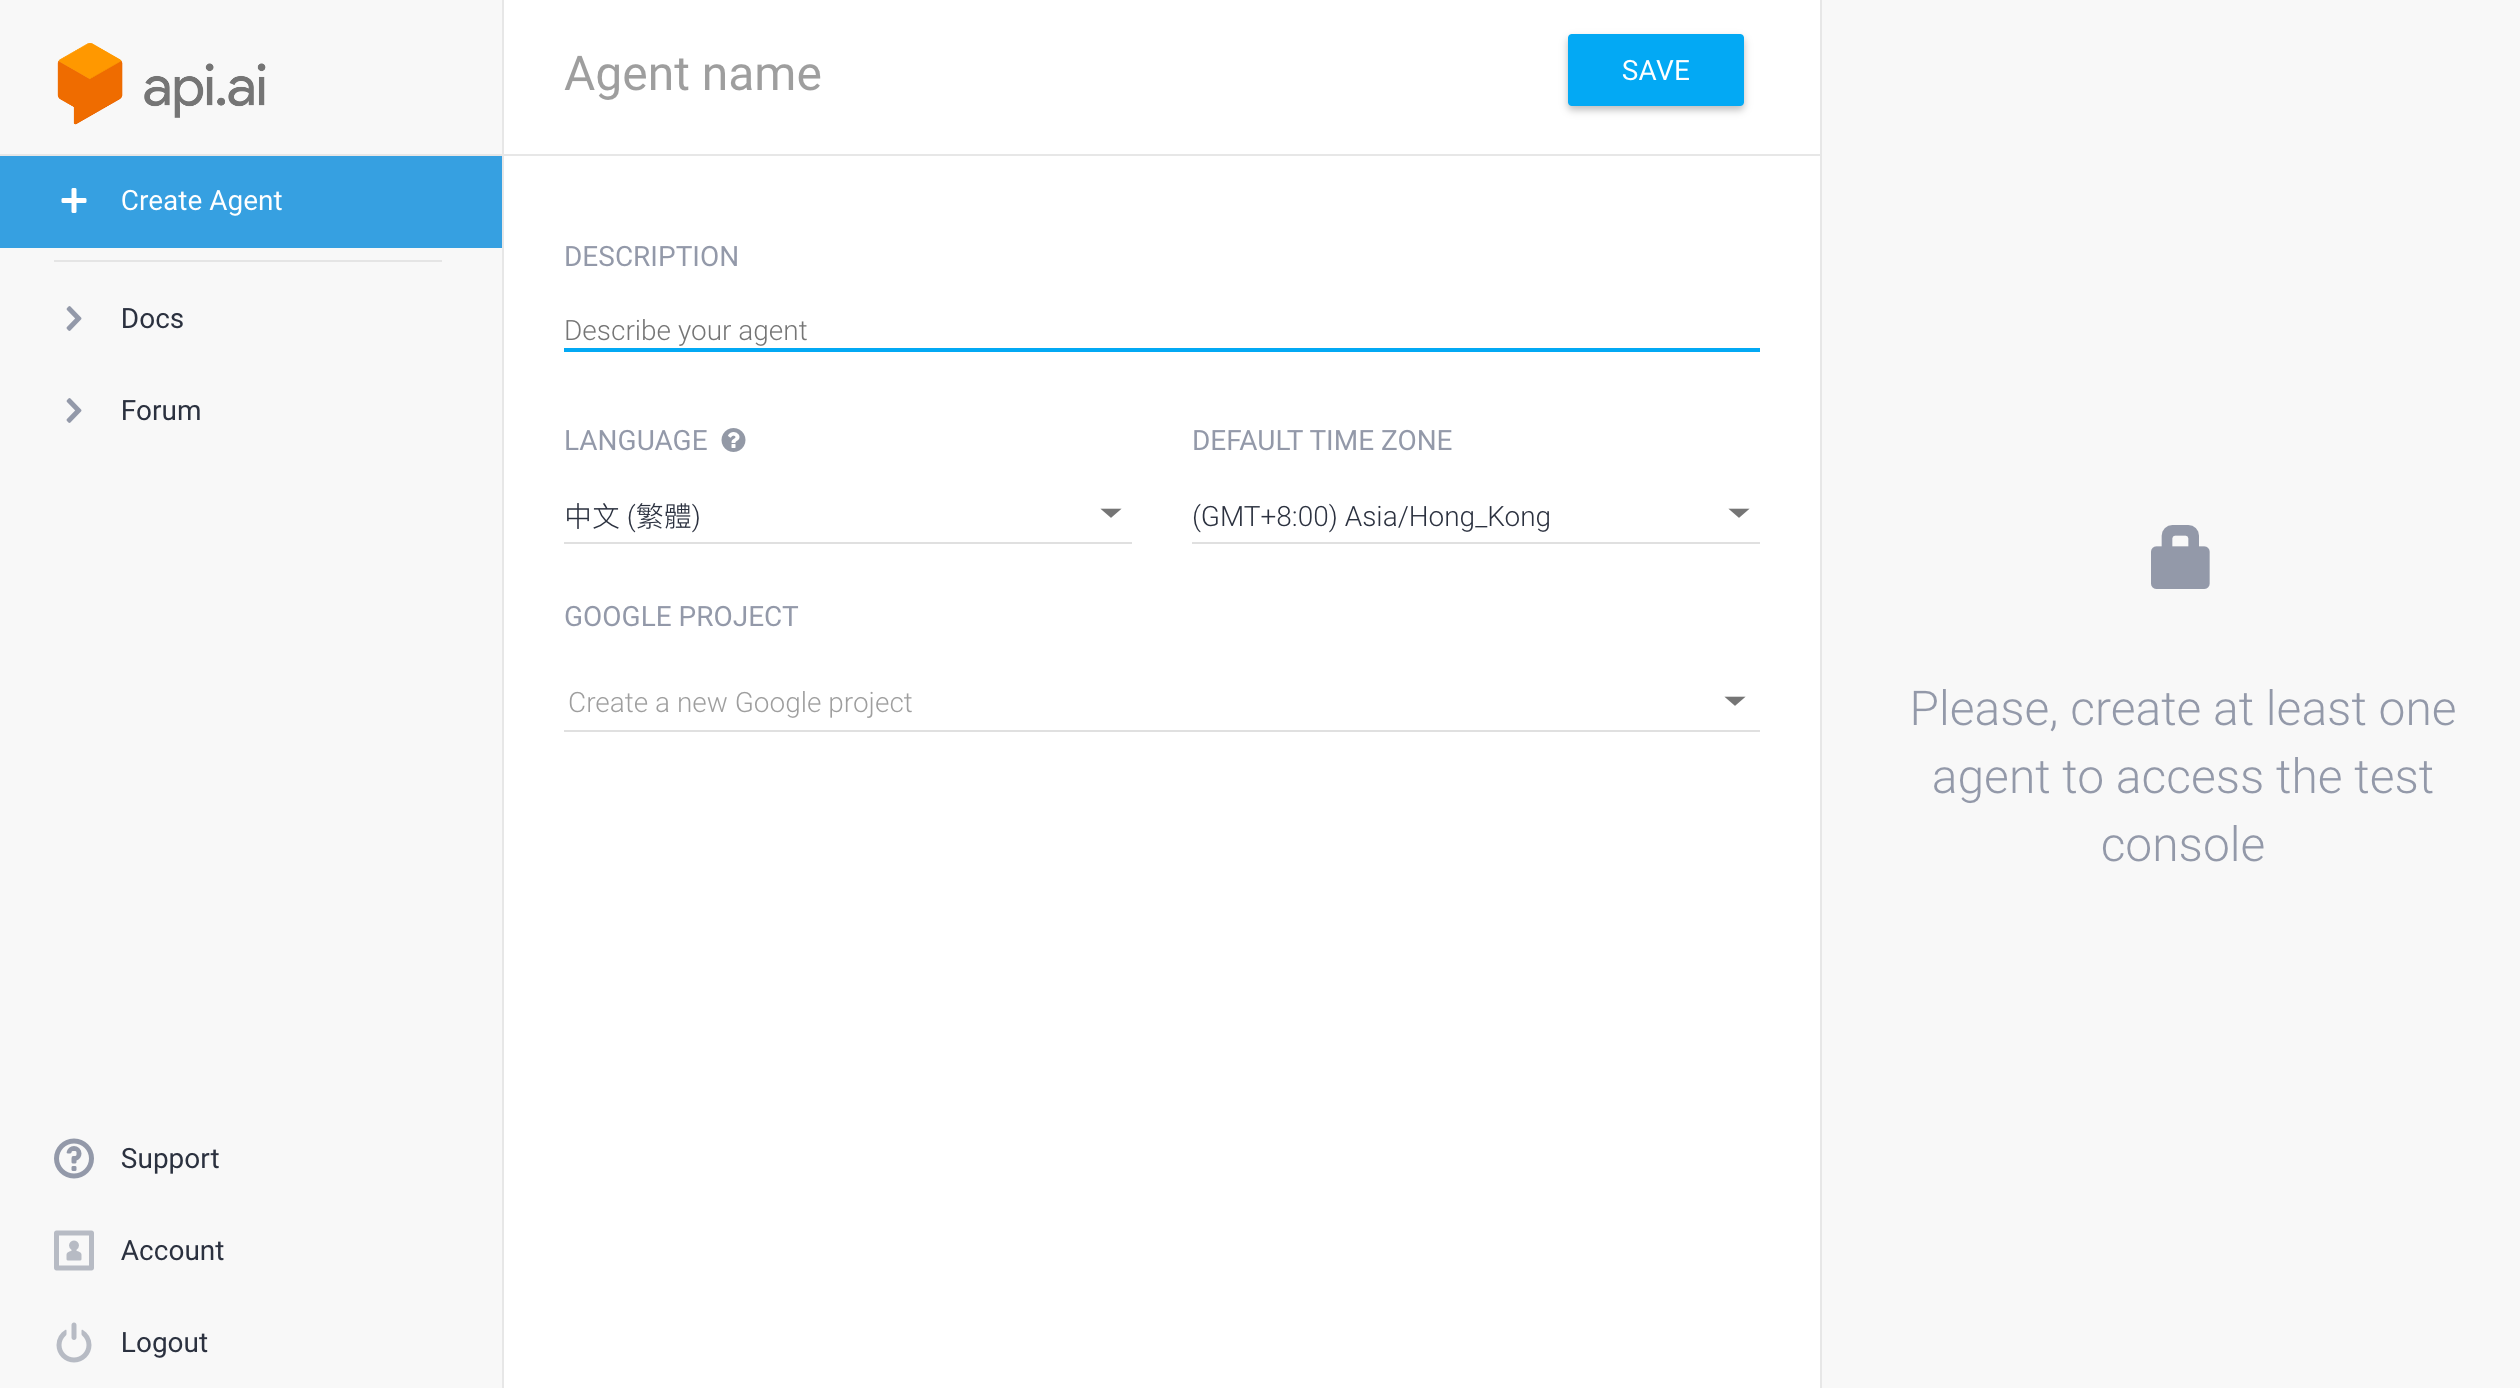 api.ai
Create Agent
Docs
Forum
Support
Account
Logout
Agent name
SAVE
DESCRIPTION
Describe your agent
LANGUAGE ?
DEFAULT TIME ZONE
中文 (繁體)
(GMT+8:00) Asia/Hong_Kong
GOOGLE PROJECT
Create a new Google project
Please, create at least one
agent to access the test
console